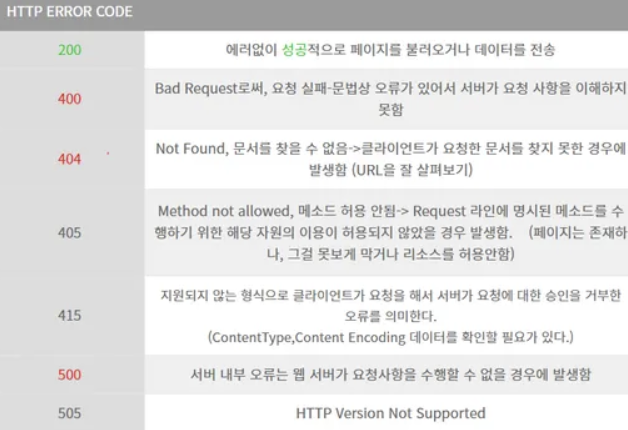 HTTP ERROR CODE
200
에러없이 성공적으로 페이지를 불러오거나 데이터를 전송
400
Bad Request로써, 요청 실패-문법상 오류가 있어서 서버가 요청 사항을 이해하지
못함
404
Not Found, 문서를 찾을 수 없음->클라이언트가 요청한 문서를 찾지 못한 경우에
발생함 (URL을 잘 살펴보기)
405
Method not allowed, 메소드 허용 안됨-> Request 라인에 명시된 메소드를 수
행하기 위한 해당 자원의 이용이 허용되지 않았을 경우 발생함. (페이지는 존재하
나, 그걸 못보게 막거나 리소스를 허용안함)
415
지원되지 않는 형식으로 클라이언트가 요청을 해서 서버가 요청에 대한 승인을 거부한
오류를 의미한다.
(ContentType,Content Encoding 데이터를 확인할 필요가 있다.)
500
서버 내부 오류는 웹 서버가 요청사항을 수행할 수 없을 경우에 발생함
505
HTTP Version Not Supported